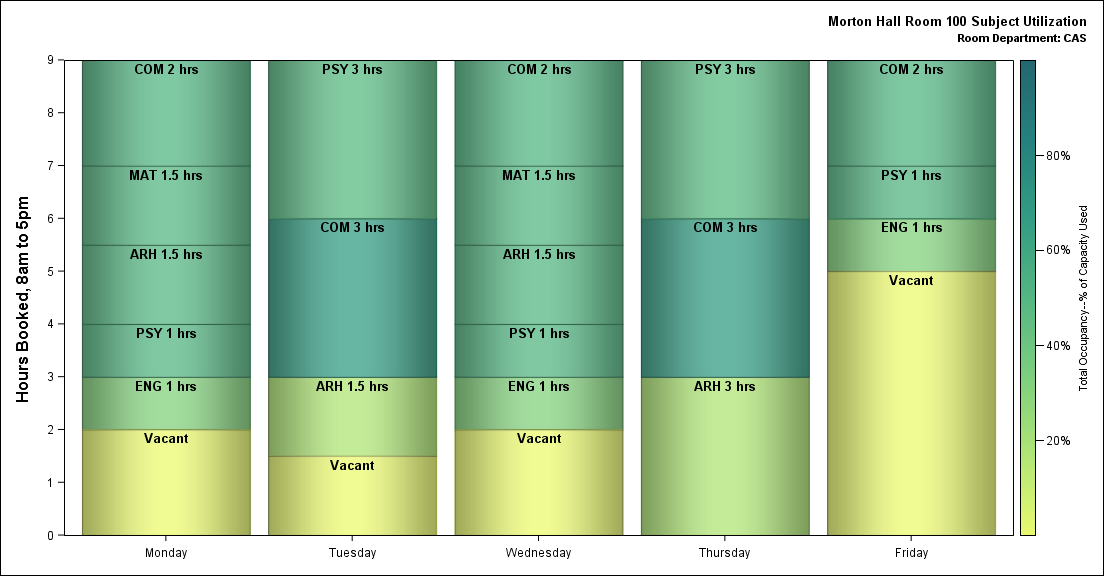 Morton Hall Room 100 Subject Utilization
Room Department: CAS
Hours Booked, 8am to 5pm
9
8
7
6
5
4
3
2
1
0
COM 2 hrs
MAT 1.5 hrs
ARH 1.5 hrs
PSY 1 hrs
ENG 1 hrs
Vacant
Monday
PSY 3 hrs
COM 3 hrs
ARH 1.5 hrs
Vacant
Tuesday
COM 2 hrs
MAT 1.5 hrs
ARH 1.5 hrs
PSY 1 hrs
ENG 1 hrs
Vacant
Wednesday
PSY 3 hrs
COM 3 hrs
ARH 3 hrs
Thursday
COM 2 hrs
PSY 1 hrs
ENG 1 hrs
Vacant
Friday
80%
60%
40%
20%
Total Occupancy--% of Capacity Used